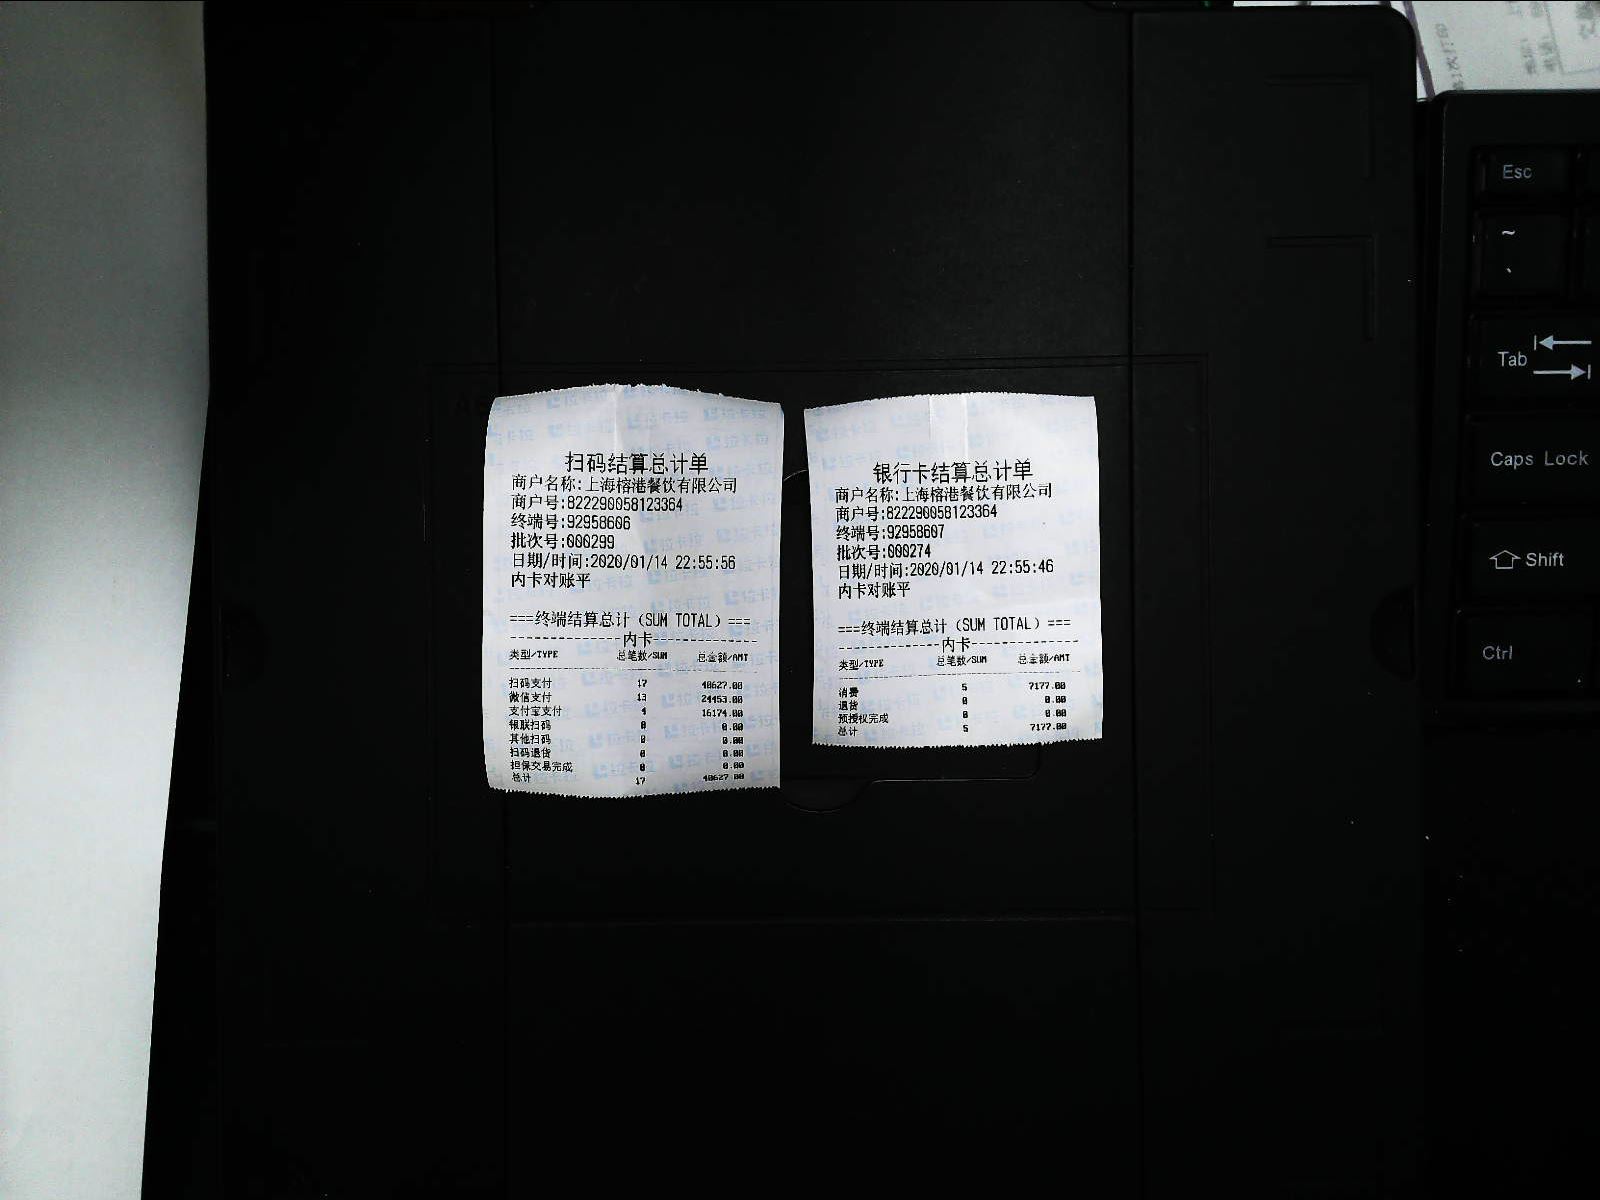 扫码结算总计单
商户名称:上海榕港餐饮有限公司
商户号:822290058123364
终端号:92958606
批次号:000299
日期/时间:2020/01/14 22:55:56
内卡对账平
===终端结算总计（SUM TOTAL）===
---------------内卡--------------
类型/TYPE 总笔数/SUM 总金额/AMT
扫码支付 17 40627.00
微信支付 13 24453.00
支付宝支付 4 16174.00
银联扫码 0 0.00
其他扫码 0 0.00
扫码退货 0 0.00
担保交易完成 0 0.00
总计 17 40627.00
银行卡结算总计单
商户名称:上海榕港餐饮有限公司
商户号:822290058123364
终端号:92958607
批次号:000274
日期/时间:2020/01/14 22:55:46
内卡对账平
===终端结算总计（SUM TOTAL）===
--------------内卡---------------
类型/TYPE 总笔数/SUM 总金额/AMT
消费 5 7177.00
退货 0 0.00
预授权完成 0 0.00
总计 5 7177.00
Esc
~
Tab
Caps Lock
Shift
Ctrl